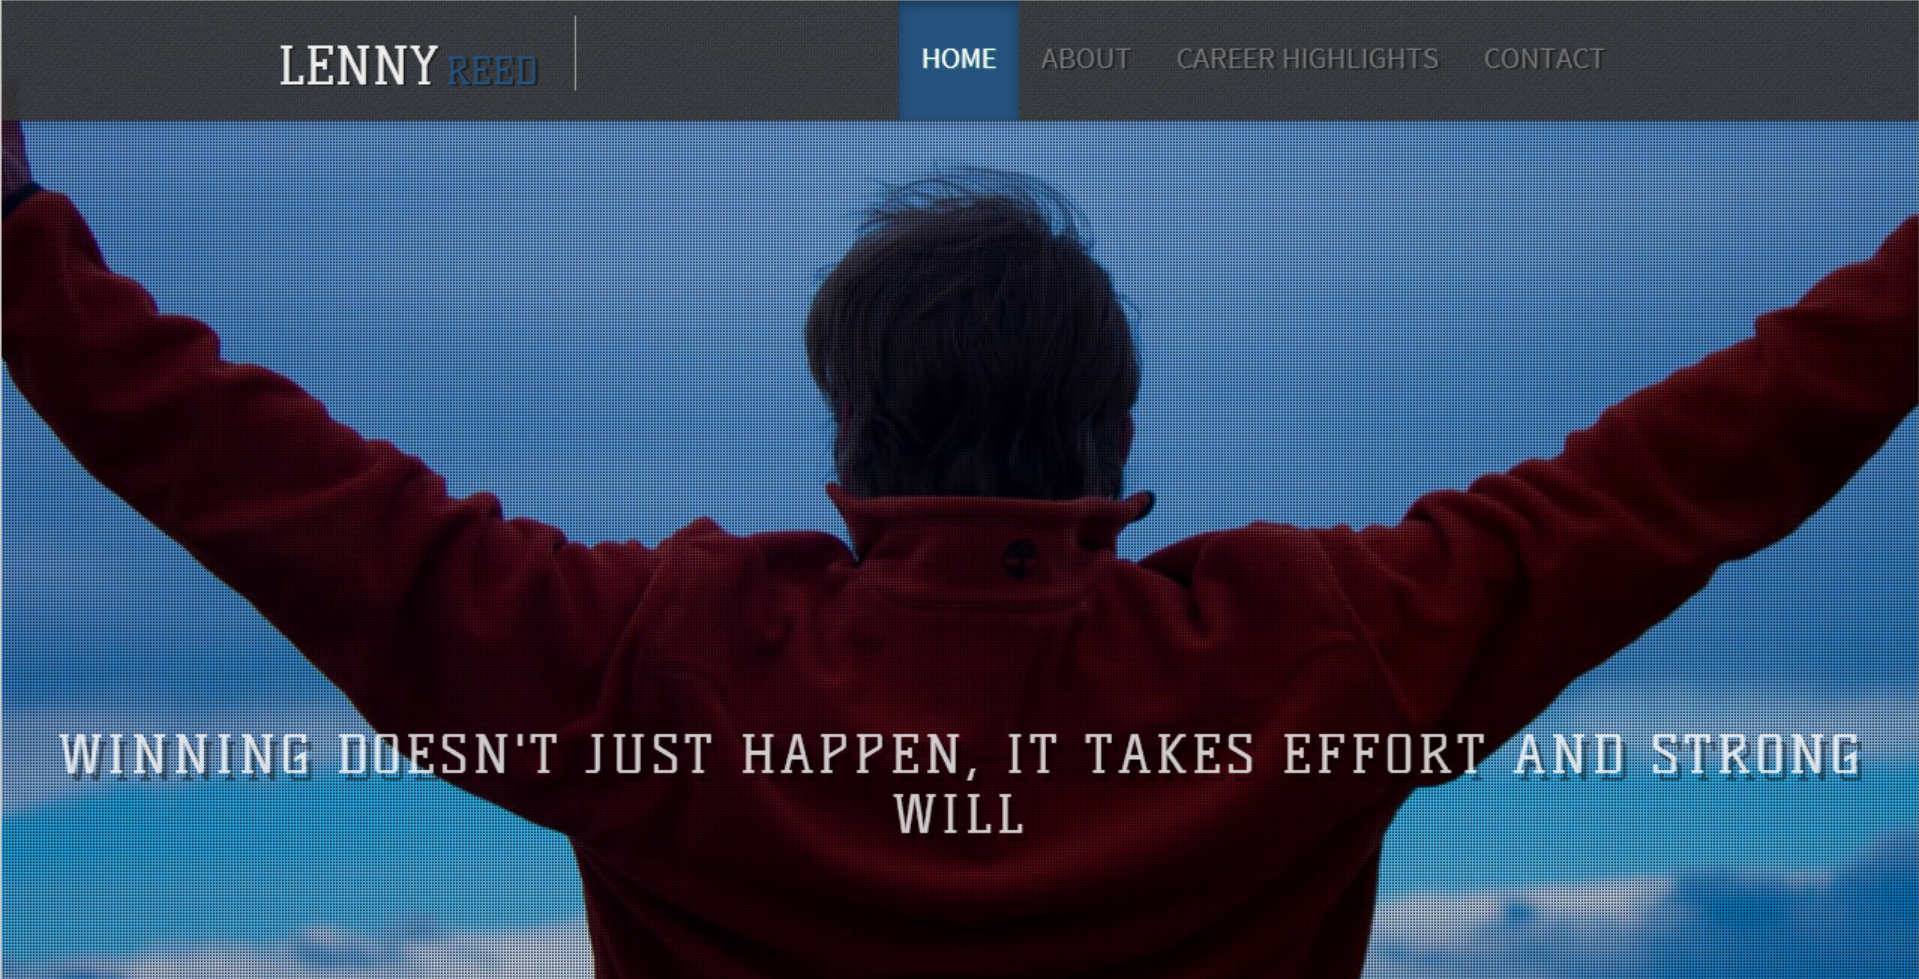 LENNY REED
HOME ABOUT CAREER HIGHLIGHTS CONTACT
WINNING DOESN'T JUST HAPPEN, IT TAKES EFFORT AND STRONG
WILL